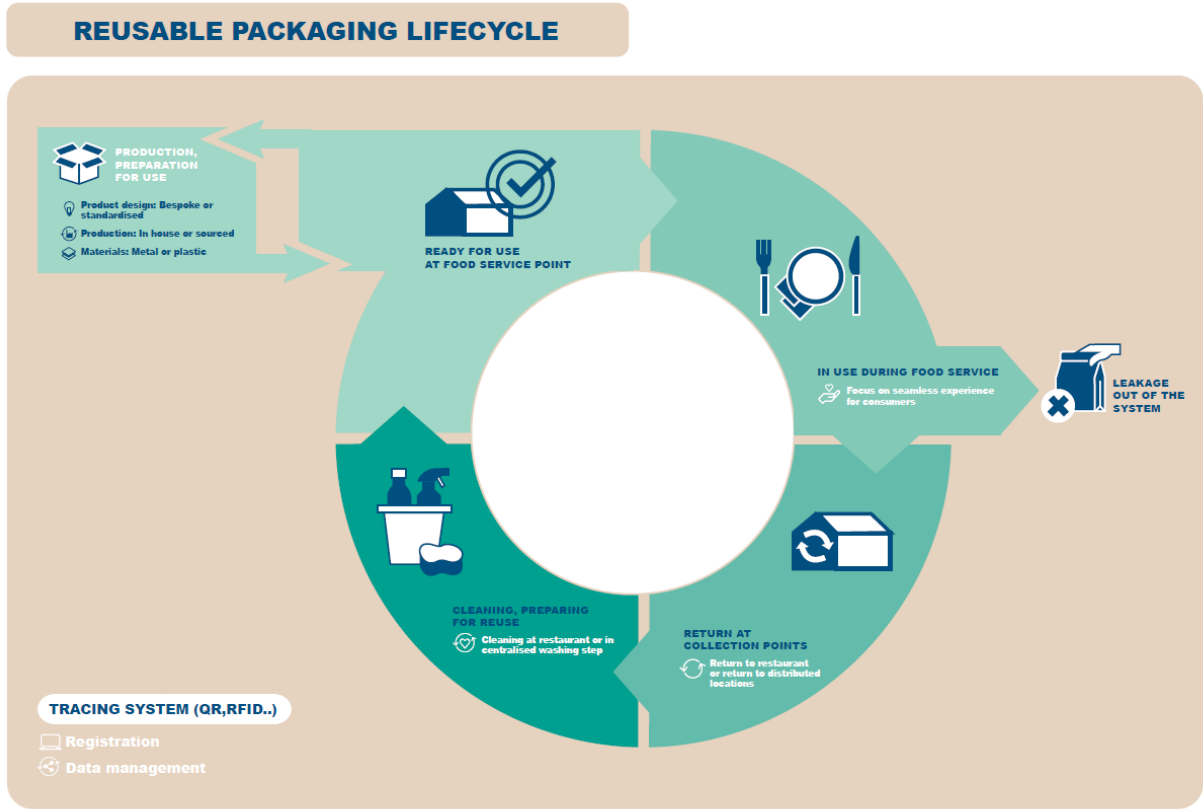 REUSABLE PACKAGING LIFECYCLE
PRODUCTION,
PREPARATION
FOR USE
Product design: Bespoke or
standardised
Production: In house or sourced
Materials: Metal or plastic
READY FOR USE
AT FOOD SERVICE POINT
IN USE DURING FOOD SERVICE
Focus on seamless experience
for consumers
LEAKAGE
OUT OF THE
SYSTEM
CLEANING, PREPARING
FOR REUSE
Cleaning at restaurant or in
centralised washing step
RETURN AT
COLLECTION POINTS
Return to restaurant
or return to distributed
locations
TRACING SYSTEM (QR,RFID..)
Registration
Data management